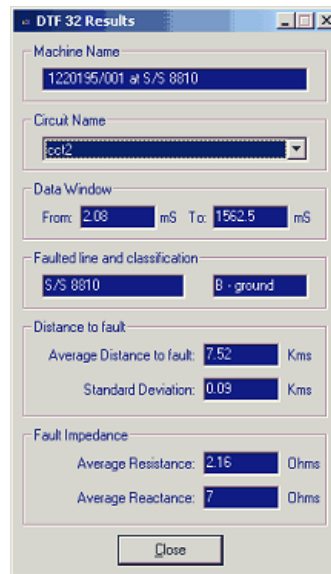 DTF 32 Results
Machine Name
1220195/001 at S/S 8810
Circuit Name
cct2
Data Window
From: 2.08 mS To: 1562.5 mS
Faulted line and classification
S/S 8810 B - ground
Distance to fault
Average Distance to fault: 7.52 Kms
Standard Deviation: 0.09 Kms
Fault Impedance
Average Resistance: 2.16 Ohms
Average Reactance: 7 Ohms
Close